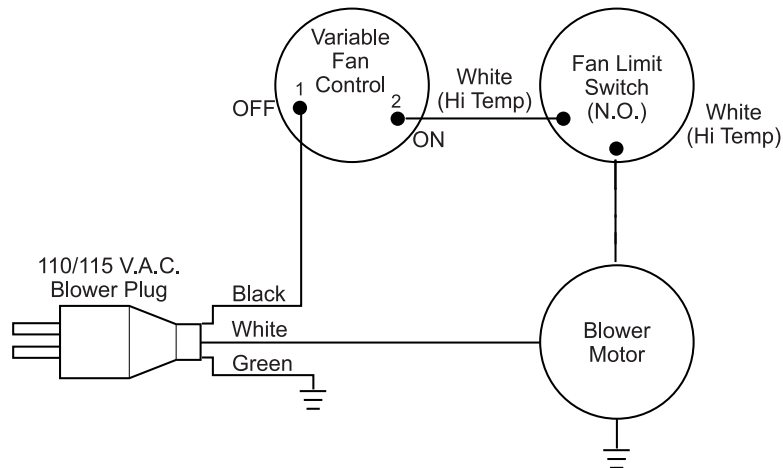 Variable
Fan
Control
1
2
OFF
ON
White
(Hi Temp)
Fan Limit
Switch
(N.O.)
White
(Hi Temp)
110/115 V.A.C.
Blower Plug
Black
White
Green
Blower
Motor